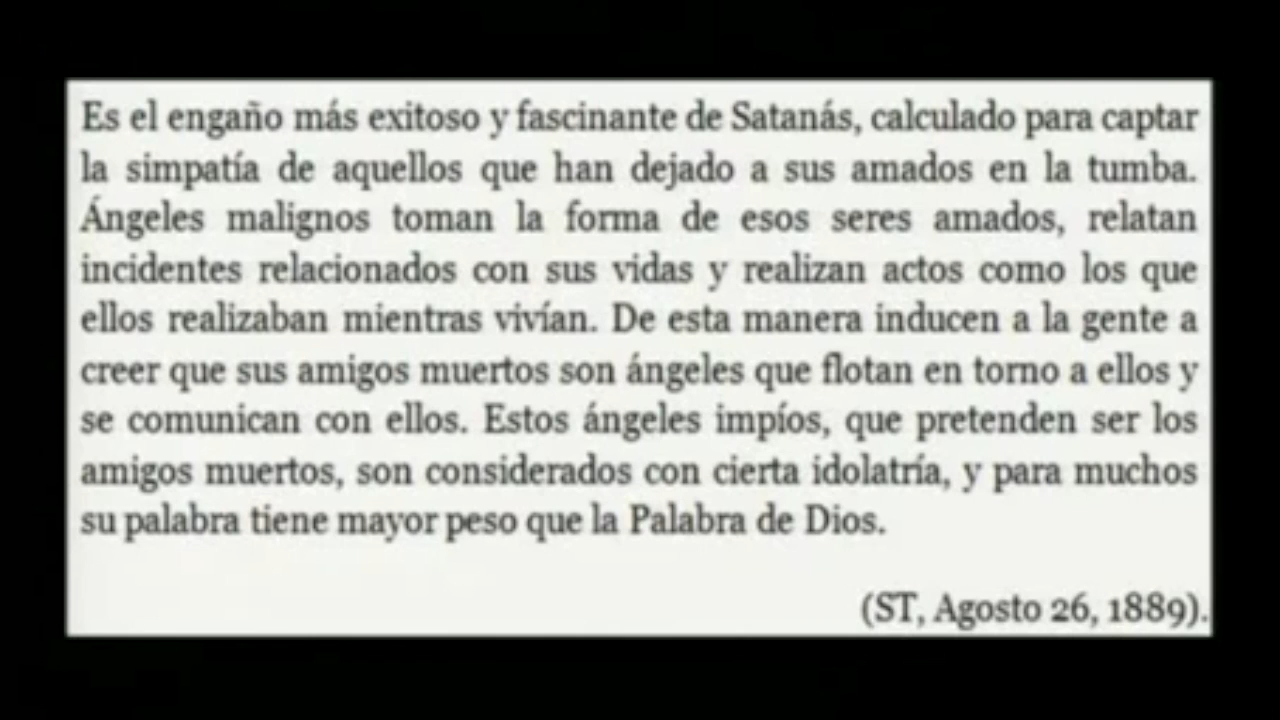 Es el engaño más exitoso y fascinante de Satanás, calculado para captar
la simpatía de aquellos que han dejado a sus amados en la tumba.
Ángeles malignos toman la forma de esos seres amados, relatan
incidentes relacionados con sus vidas y realizan actos como los que
ellos realizaban mientras vivían. De esta manera inducen a la gente a
creer que sus amigos muertos son ángeles que flotan en torno a ellos y
se comunican con ellos. Estos ángeles impíos, que pretenden ser los
amigos muertos, son considerados con cierta idolatría, y para muchos
su palabra tiene mayor peso que la Palabra de Dios.
(ST, Agosto 26, 1889).